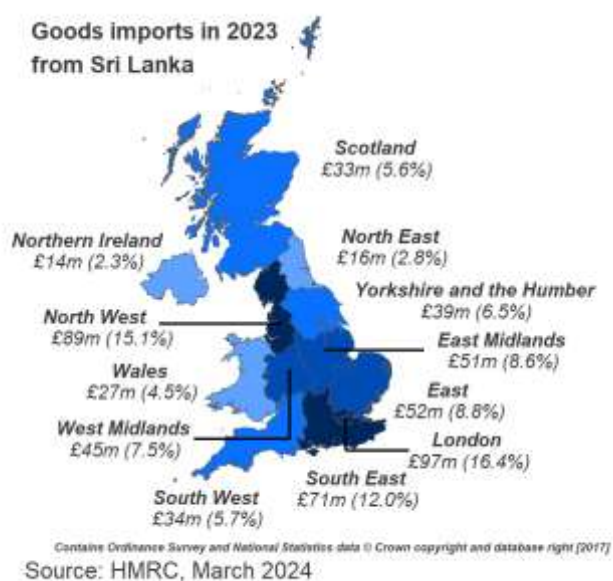 Goods imports in 2023
from Sri Lanka
Scotland
£33m (5.6%)
Northern Ireland
£14m (2.3%)
North East
£16m (2.8%)
Yorkshire and the Humber
£39m (6.5%)
North West
£89m (15.1%)
East Midlands
£51m (8.6%)
Wales
£27m (4.5%)
East
£52m (8.8%)
West Midlands
£45m (7.5%)
London
£97m (16.4%)
South East
£71m (12.0%)
South West
£34m (5.7%)
Contains Ordinance Survey and National Statistics data © Crown copyright and database right [2017]
Source: HMRC, March 2024